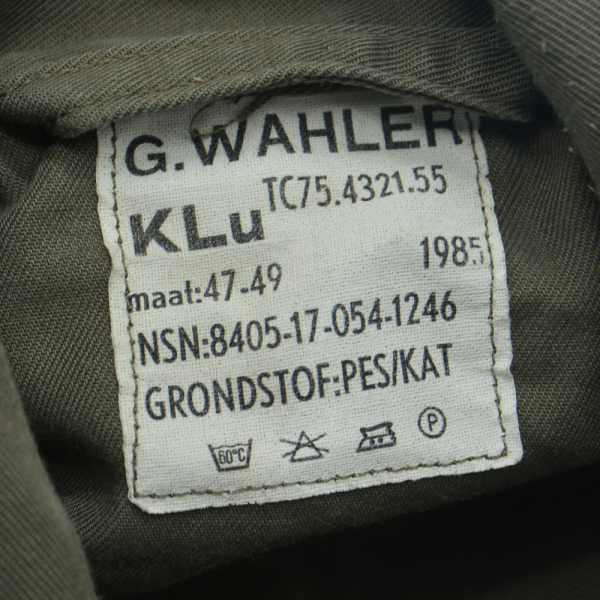 G.WAHLER
TC75.4321.55
KLu
1985
maat:47-49
NSN:8405-17-054-1246
GRONDSTOF:PES/KAT
60°C
P